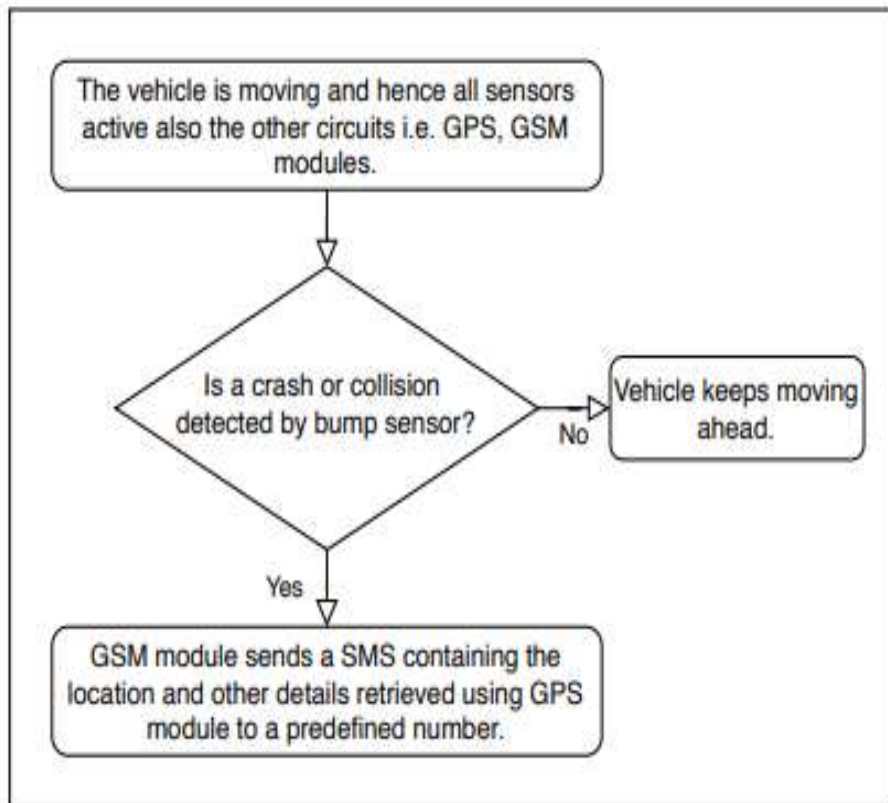 The vehicle is moving and hence all sensors
active also the other circuits i.e. GPS, GSM
modules.
Is a crash or collision
detected by bump sensor?
No
Vehicle keeps moving
ahead.
Yes
GSM module sends a SMS containing the
location and other details retrieved using GPS
module to a predefined number.